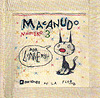 MACANUDO
NÚMERO 3
POR
LINIERS
EDICIONES DE LA FLOR